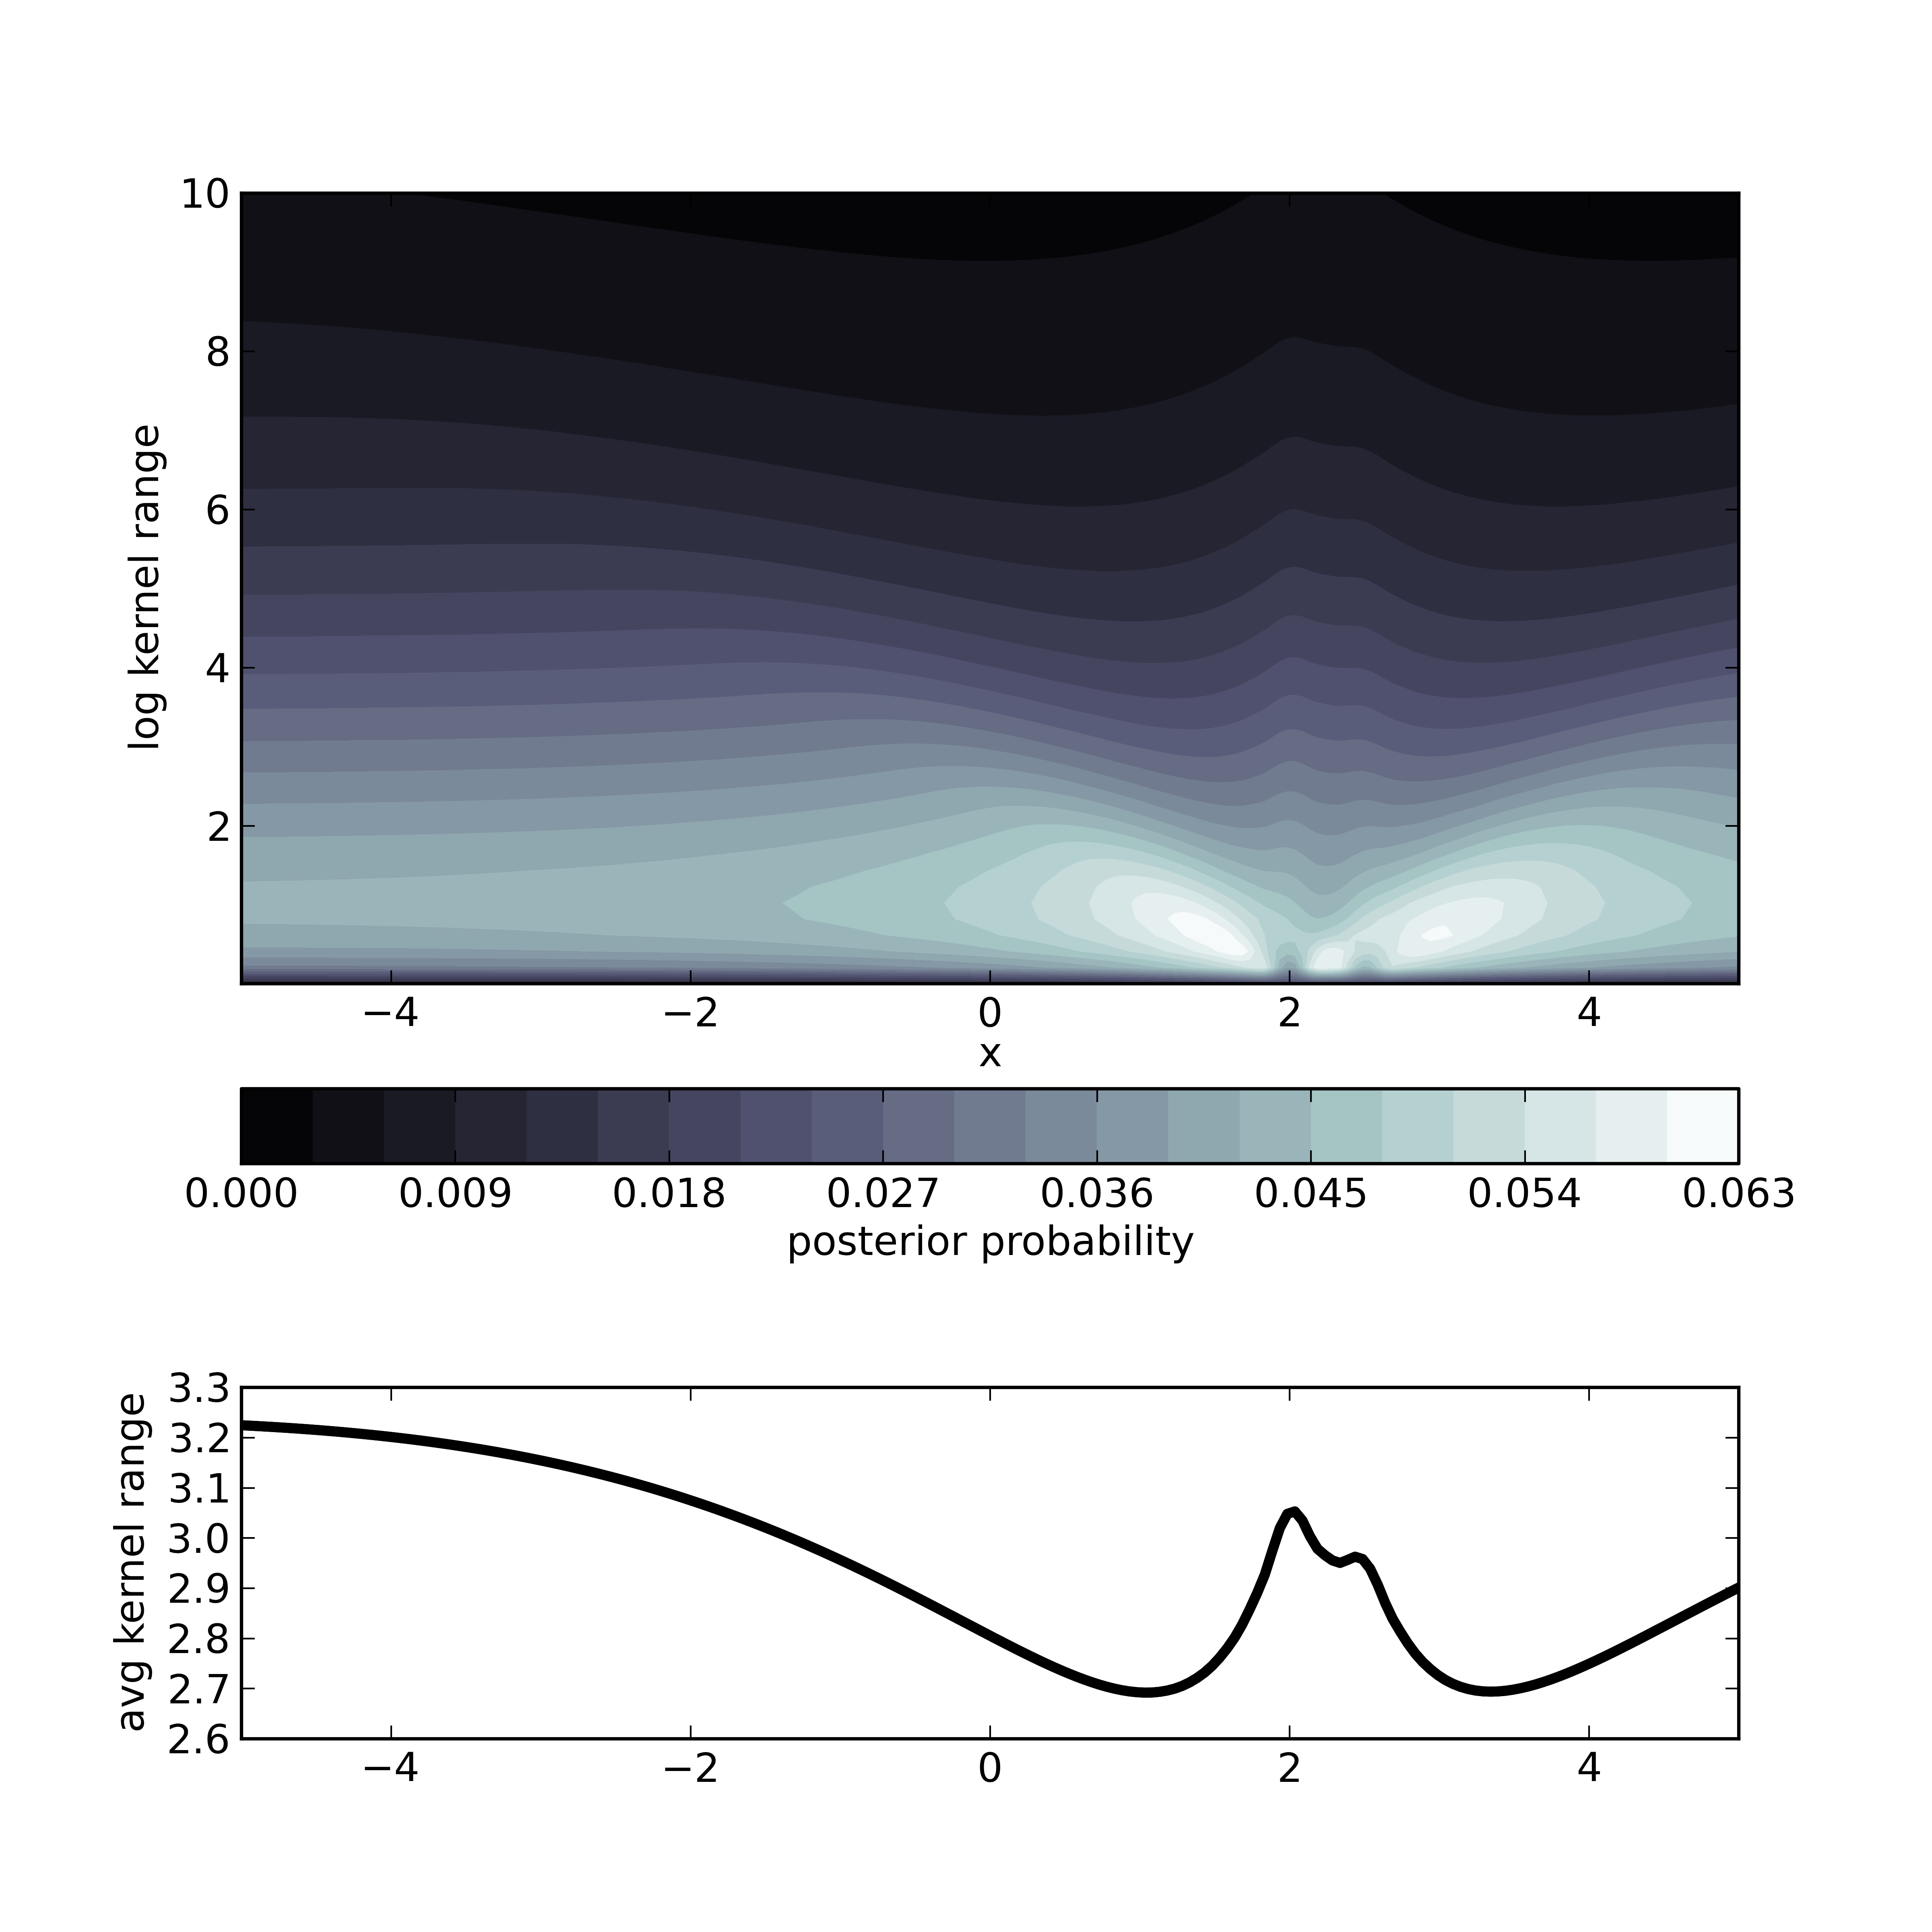 10
8
6
4
2
log kernel range
−4 −2 0 2 4
x
0.000 0.009 0.018 0.027 0.036 0.045 0.054 0.063
posterior probability
3.3
3.2
3.1
3.0
2.9
2.8
2.7
2.6
avg kernel range
−4 −2 0 2 4